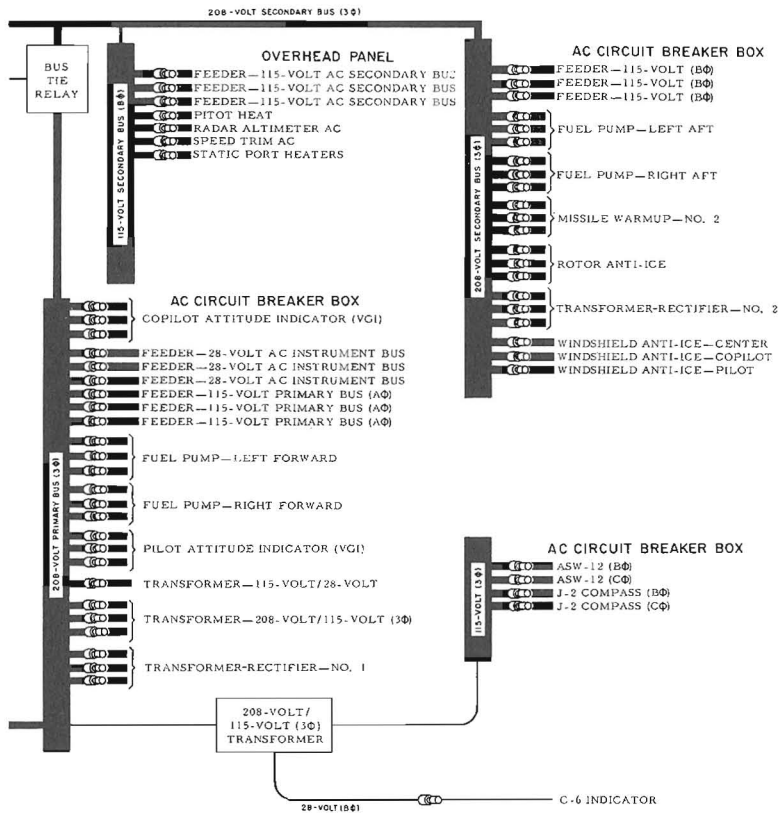 208-VOLT SECONDARY BUS (3Φ)
BUS
TIE
RELAY
OVERHEAD PANEL
115-VOLT SECONDARY BUS (BΦ)
FEEDER—115-VOLT AC SECONDARY BUS
FEEDER—115-VOLT AC SECONDARY BUS
FEEDER—115-VOLT AC SECONDARY BUS
PITOT HEAT
RADAR ALTIMETER AC
SPEED TRIM AC
STATIC PORT HEATERS
AC CIRCUIT BREAKER BOX
208-VOLT SECONDARY BUS (3Φ)
FEEDER—115-VOLT (BΦ)
FEEDER—115-VOLT (BΦ)
FEEDER—115-VOLT (BΦ)
FUEL PUMP—LEFT AFT
FUEL PUMP—RIGHT AFT
MISSILE WARMUP—NO. 2
ROTOR ANTI-ICE
TRANSFORMER-RECTIFIER—NO. 2
WINDSHIELD ANTI-ICE—CENTER
WINDSHIELD ANTI-ICE—COPILOT
WINDSHIELD ANTI-ICE—PILOT
AC CIRCUIT BREAKER BOX
208-VOLT PRIMARY BUS (3Φ)
COPILOT ATTITUDE INDICATOR (VGI)
FEEDER—28-VOLT AC INSTRUMENT BUS
FEEDER—28-VOLT AC INSTRUMENT BUS
FEEDER—28-VOLT AC INSTRUMENT BUS
FEEDER—115-VOLT PRIMARY BUS (AΦ)
FEEDER—115-VOLT PRIMARY BUS (AΦ)
FEEDER—115-VOLT PRIMARY BUS (AΦ)
FUEL PUMP—LEFT FORWARD
FUEL PUMP—RIGHT FORWARD
PILOT ATTITUDE INDICATOR (VGI)
TRANSFORMER—115-VOLT/28-VOLT
TRANSFORMER—208-VOLT/115-VOLT (3Φ)
TRANSFORMER-RECTIFIER—NO. 1
AC CIRCUIT BREAKER BOX
115-VOLT (3Φ)
ASW-12 (BΦ)
ASW-12 (CΦ)
J-2 COMPASS (BΦ)
J-2 COMPASS (CΦ)
208-VOLT/
115-VOLT (3Φ)
TRANSFORMER
28-VOLT(BΦ)
C-6 INDICATOR